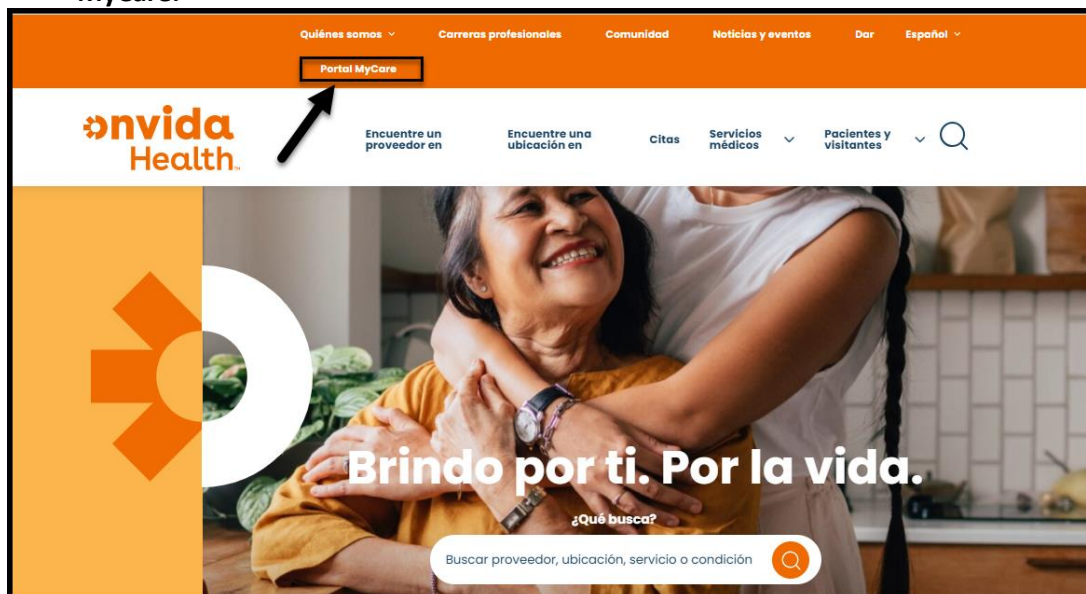 MyCare.
Quiénes somos Carreras profesionales Comunidad Noticias y eventos Dar Español
Portal MyCare
onvida
Health
Encuentre un
proveedor en
Encuentre una
ubicación en
Citas
Servicios
médicos
Pacientes y
visitantes
Brindo por ti. Por la vida.
¿Qué busca?
Buscar proveedor, ubicación, servicio o condición